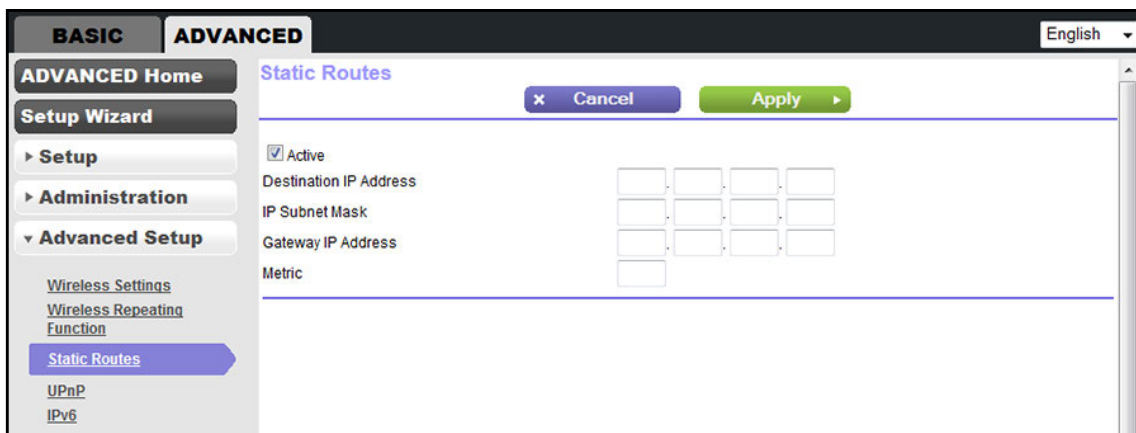 BASIC
ADVANCED
English
ADVANCED Home
Setup Wizard
Setup
Administration
Advanced Setup
Wireless Settings
Wireless Repeating
Function
Static Routes
UPnP
IPv6
Static Routes
x Cancel
Apply
Active
Destination IP Address
. . .
IP Subnet Mask
. . .
Gateway IP Address
. . .
Metric